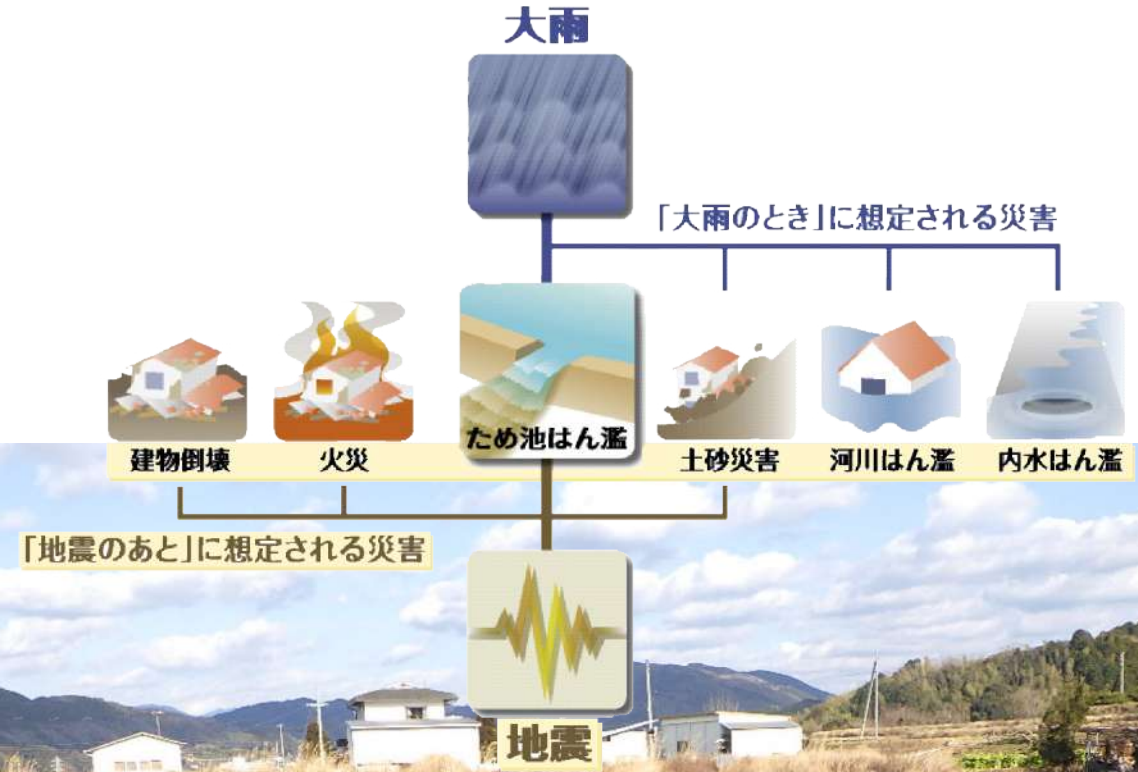 大雨
「大雨のとき」に想定される災害
建物倒壊
火災
ため池はん濫
土砂災害
河川はん濫
内水はん濫
「地震のあと」に想定される災害
地震